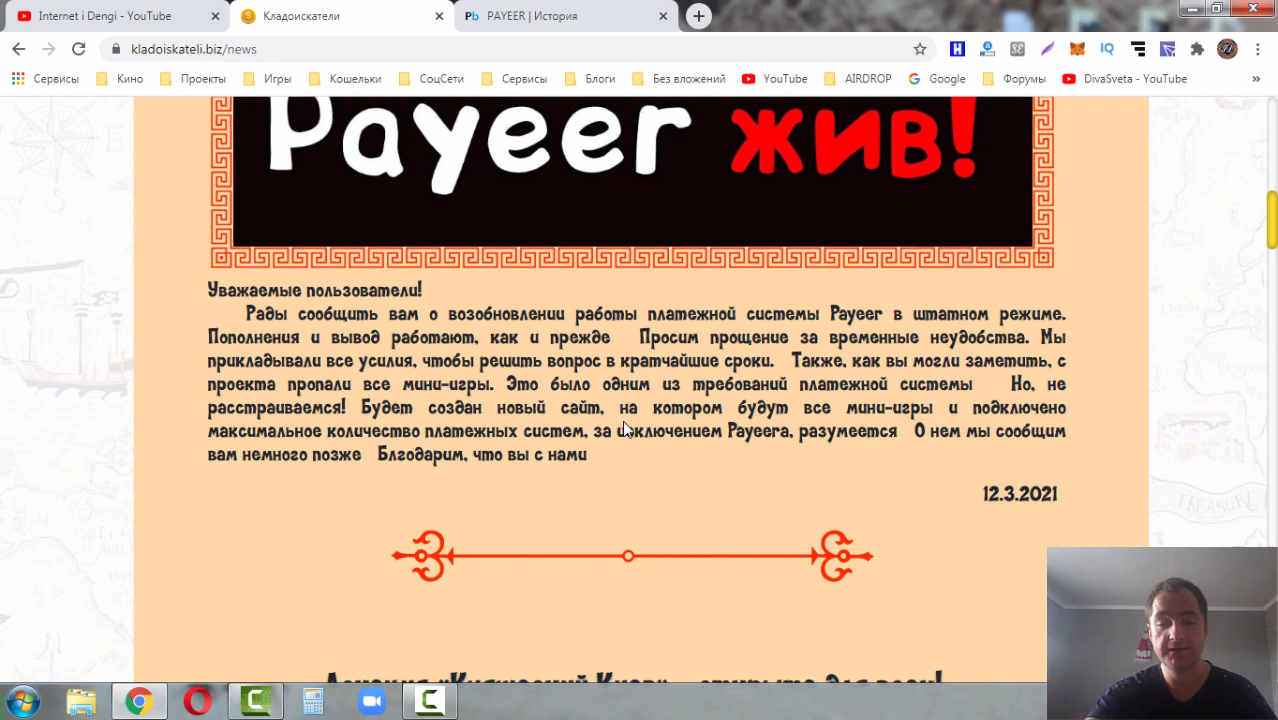 Internet i Dengi - YouTube
Кладоискатели
Pb PAYEER | История
kladoiskateli.biz/news
Сервисы
Кино
Проекты
Игры
Кошельки
СоцСети
Сервисы
Блоги
Без вложений
YouTube
AIRDROP
Google
Форумы
DivaSveta - YouTube
»
Payeer жив!
Уважаемые пользователи!
Рады сообщить вам о возобновлении работы платежной системы Payeer в штатном режиме.
Пополнения и вывод работают, как и прежде Просим прощение за временные неудобства. Мы
прикладывали все усилия, чтобы решить вопрос в кратчайшие сроки. Также, как вы могли заметить, с
проекта пропали все мини-игры. Это было одним из требований платежной системы Но, не
расстраиваемся! Будет создан новый сайт, на котором будут все мини-игры и подключено
максимальное количество платежных систем, за исключением Payeera, разумеется О нем мы сообщим
вам немного позже Блгодарим, что вы с нами
12.3.2021